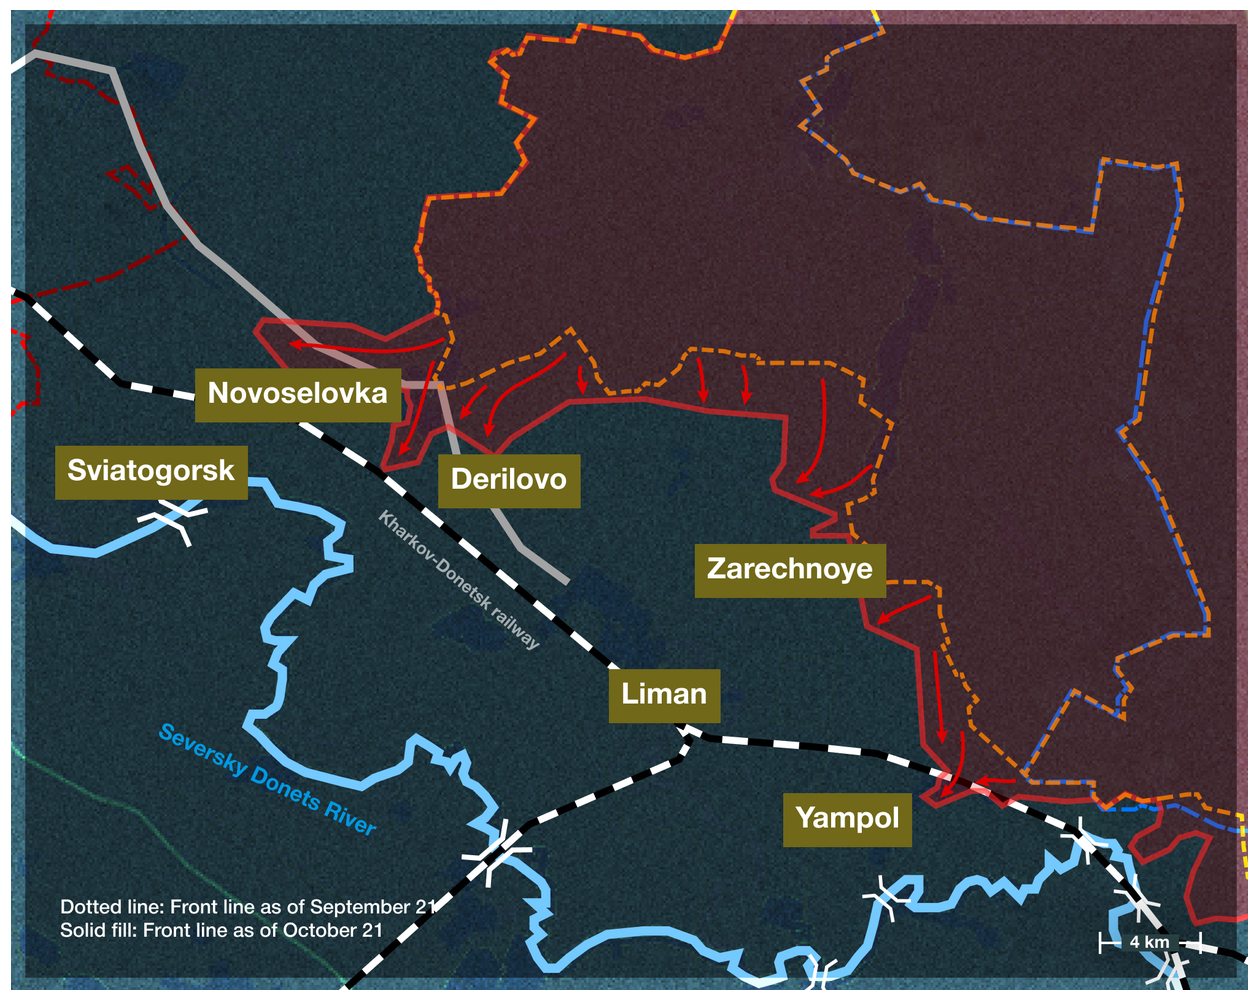 Novoselovka
Sviatogorsk
Derilovo
Kharkov-Donetsk railway
Zarechnoye
Liman
Seversky Donets River
Yampol
Dotted line: Front line as of September 21
Solid fill: Front line as of October 21
4 km